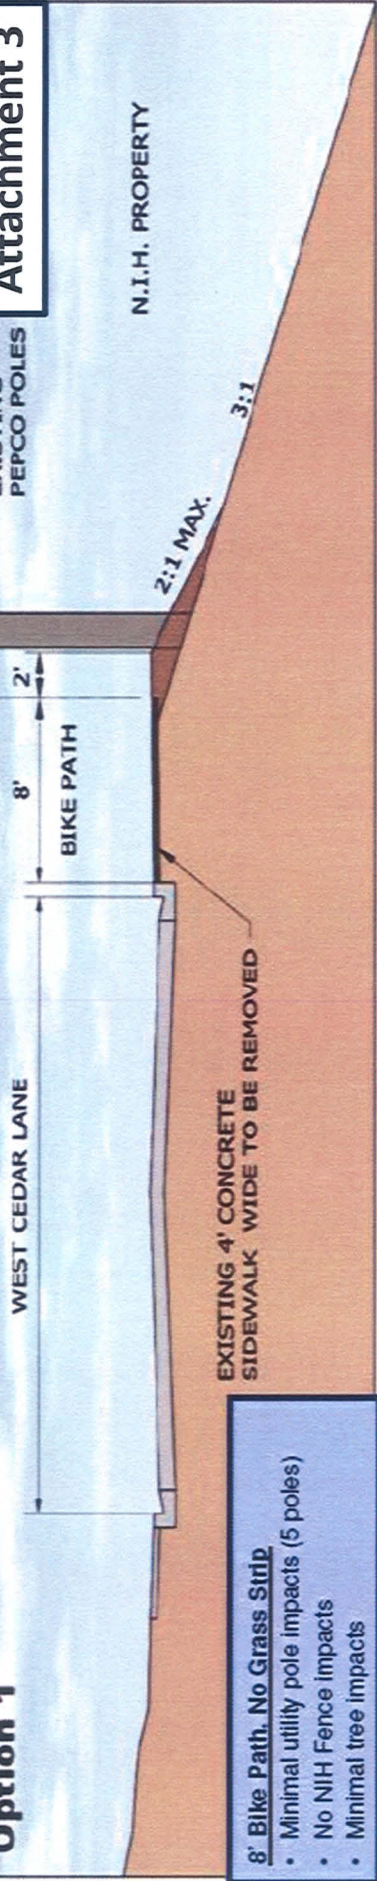 Option 1
Attachment 3
PEPCO POLES
WEST CEDAR LANE
8'
2'
BIKE PATH
N.I.H. PROPERTY
2:1 MAX.
3:1
EXISTING 4' CONCRETE
SIDEWALK WIDE TO BE REMOVED
8' Bike Path, No Grass Strip
• Minimal utility pole impacts (5 poles)
• No NIH Fence impacts
• Minimal tree impacts